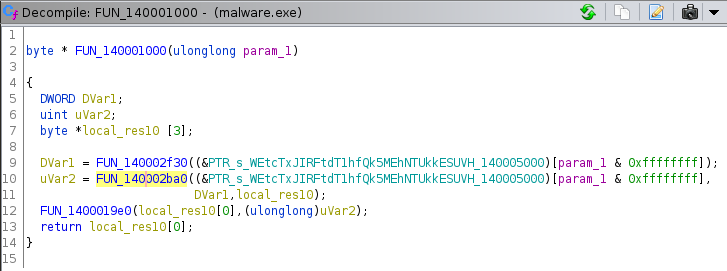 Decompile: FUN_140001000 - (malware.exe)
1
2 byte * FUN_140001000(ulonglong param_1)
3
4 {
5 DWORD DVar1;
6 uint uVar2;
7 byte *local_res10 [3];
8
9 DVar1 = FUN_140002f30((&PTR_s_WEtcTxJIRFtdT1hfQk5MEhNTUkkESUVH_140005000)[param_1 & 0xffffffff]);
10 uVar2 = FUN_140002ba0((&PTR_s_WEtcTxJIRFtdT1hfQk5MEhNTUkkESUVH_140005000)[param_1 & 0xffffffff],
11 DVar1,local_res10);
12 FUN_1400019e0(local_res10[0],(ulonglong)uVar2);
13 return local_res10[0];
14 }
15